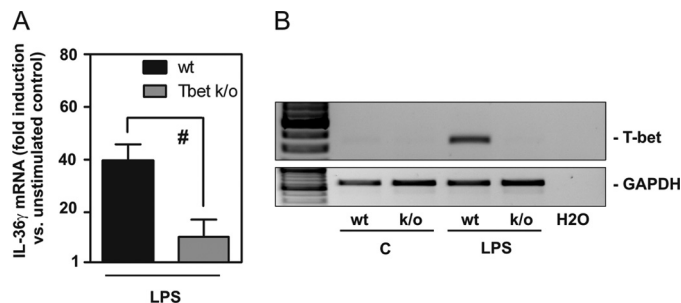 A
IL-36γ mRNA (fold induction
vs. unstimulated control)
80
60
40
20
1
wt
Tbet k/o
#
LPS
B
- T-bet
- GAPDH
wt k/o wt k/o H2O
C LPS